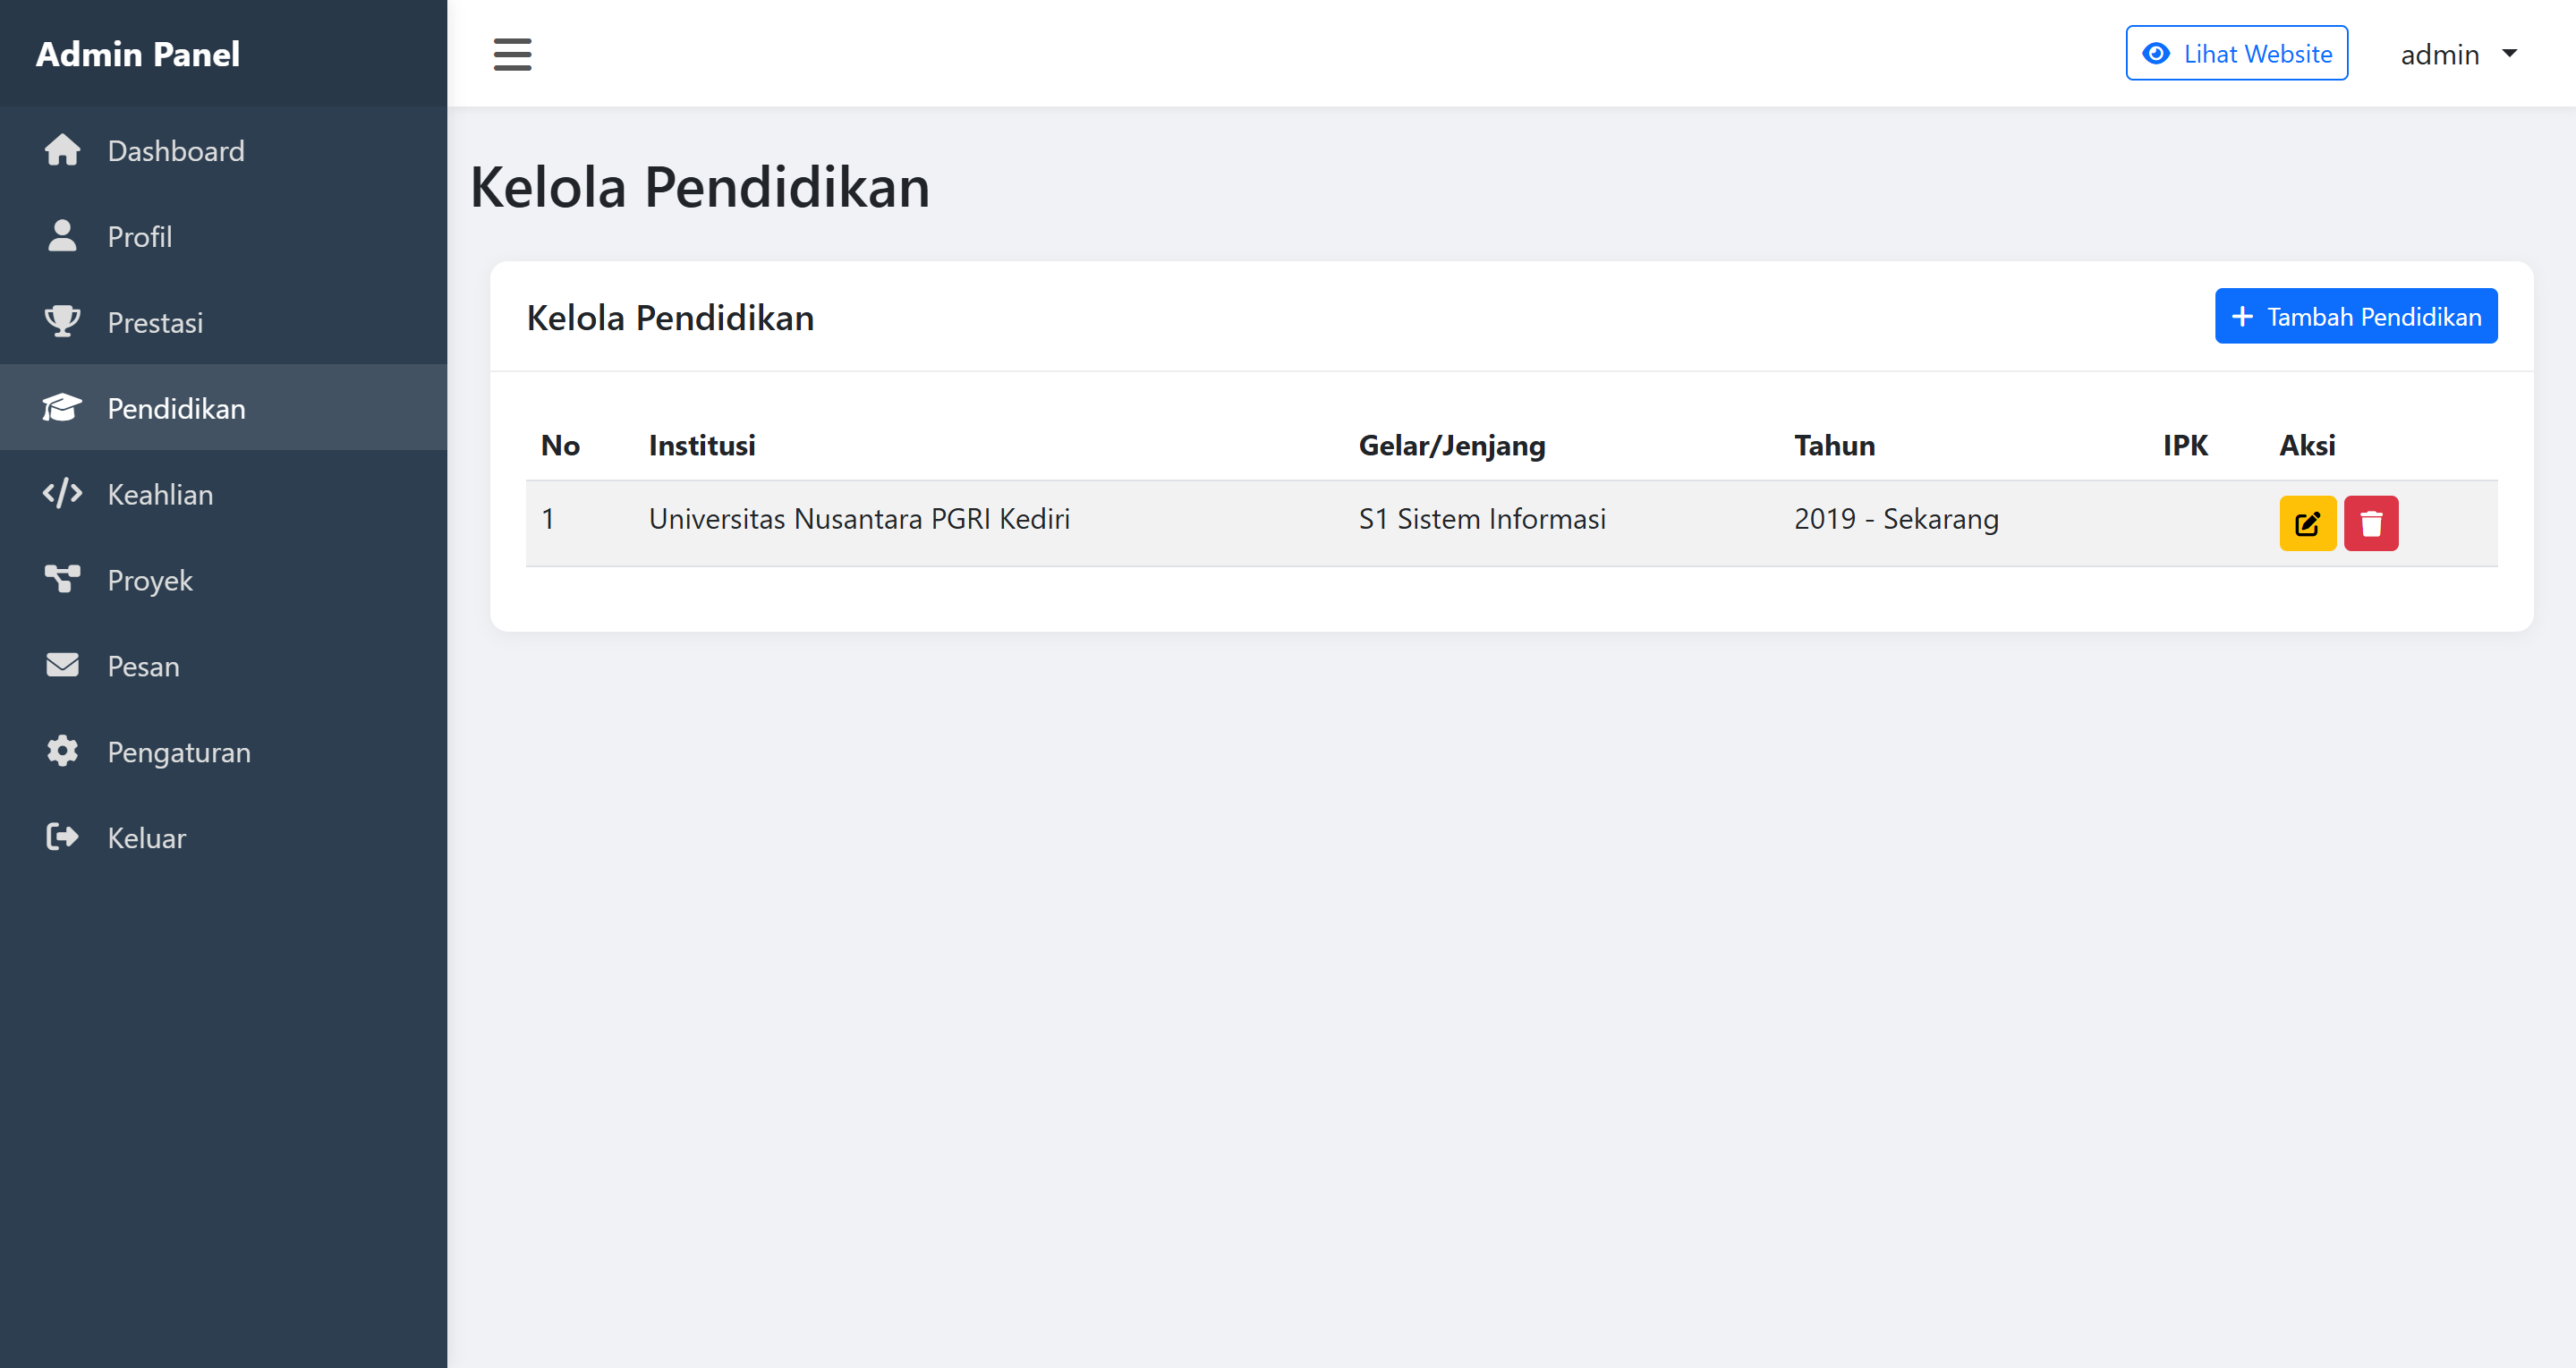 Admin Panel
Lihat Website
admin
Dashboard
Profil
Prestasi
Pendidikan
Keahlian
Proyek
Pesan
Pengaturan
Keluar
Kelola Pendidikan
Kelola Pendidikan
Tambah Pendidikan
No Institusi Gelar/Jenjang Tahun IPK Aksi
1 Universitas Nusantara PGRI Kediri S1 Sistem Informasi 2019 - Sekarang